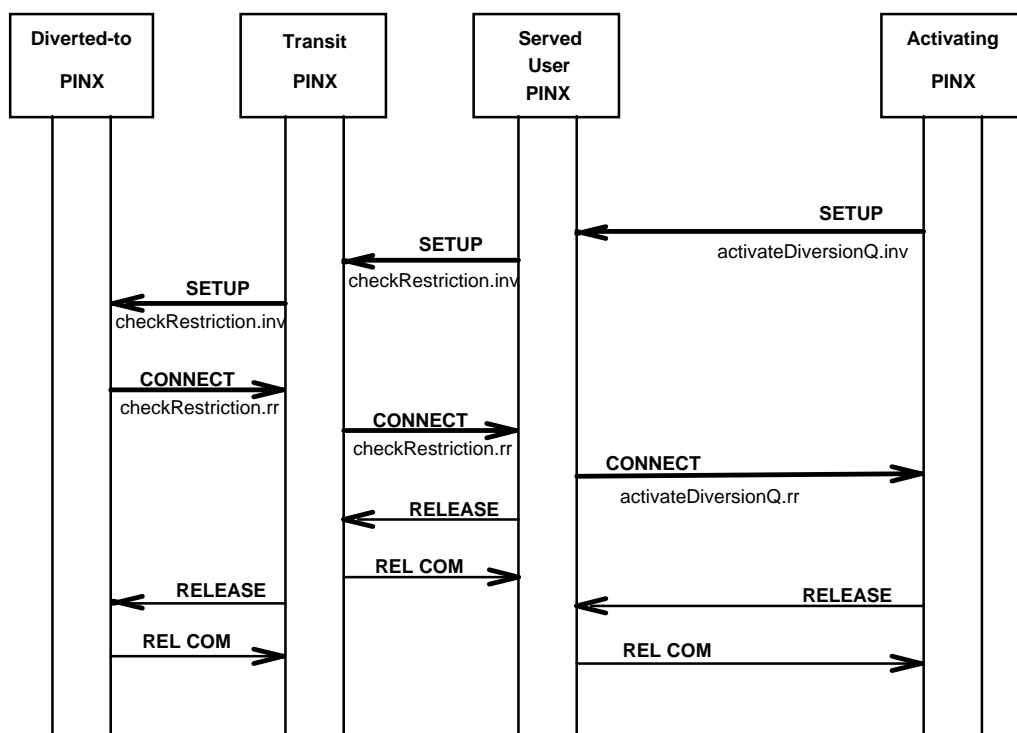 Diverted-to
PINX
Transit
PINX
Served
User
PINX
Activating
PINX
SETUP
activateDiversionQ.inv
SETUP
checkRestriction.inv
SETUP
checkRestriction.inv
CONNECT
checkRestriction.rr
CONNECT
checkRestriction.rr
CONNECT
activateDiversionQ.rr
RELEASE
REL COM
RELEASE
REL COM
RELEASE
REL COM